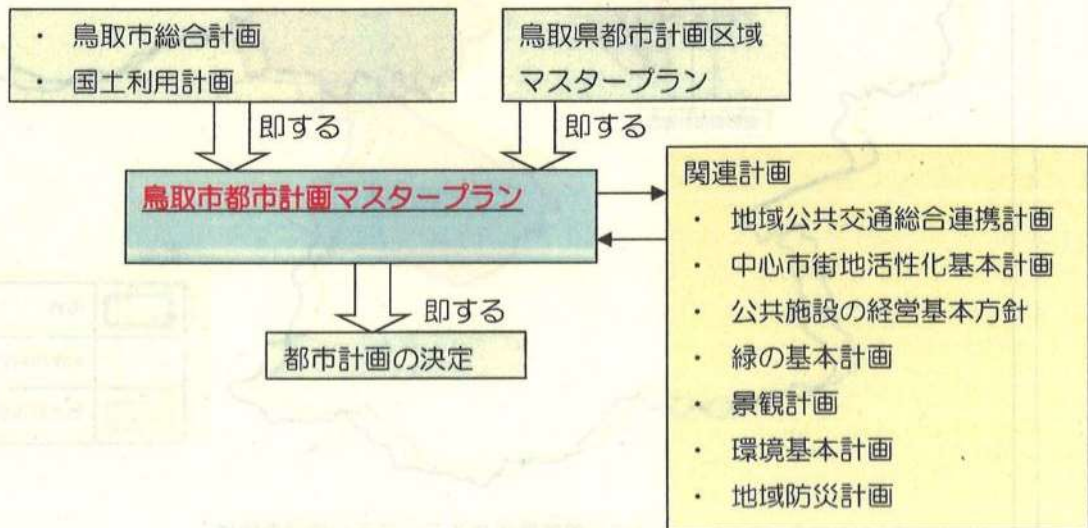 ・ 鳥取市総合計画
・ 国土利用計画
鳥取県都市計画区域
マスタープラン
即する
即する
鳥取市都市計画マスタープラン
即する
都市計画の決定
関連計画
・ 地域公共交通総合連携計画
・ 中心市街地活性化基本計画
・ 公共施設の経営基本方針
・ 緑の基本計画
・ 景観計画
・ 環境基本計画
・ 地域防災計画